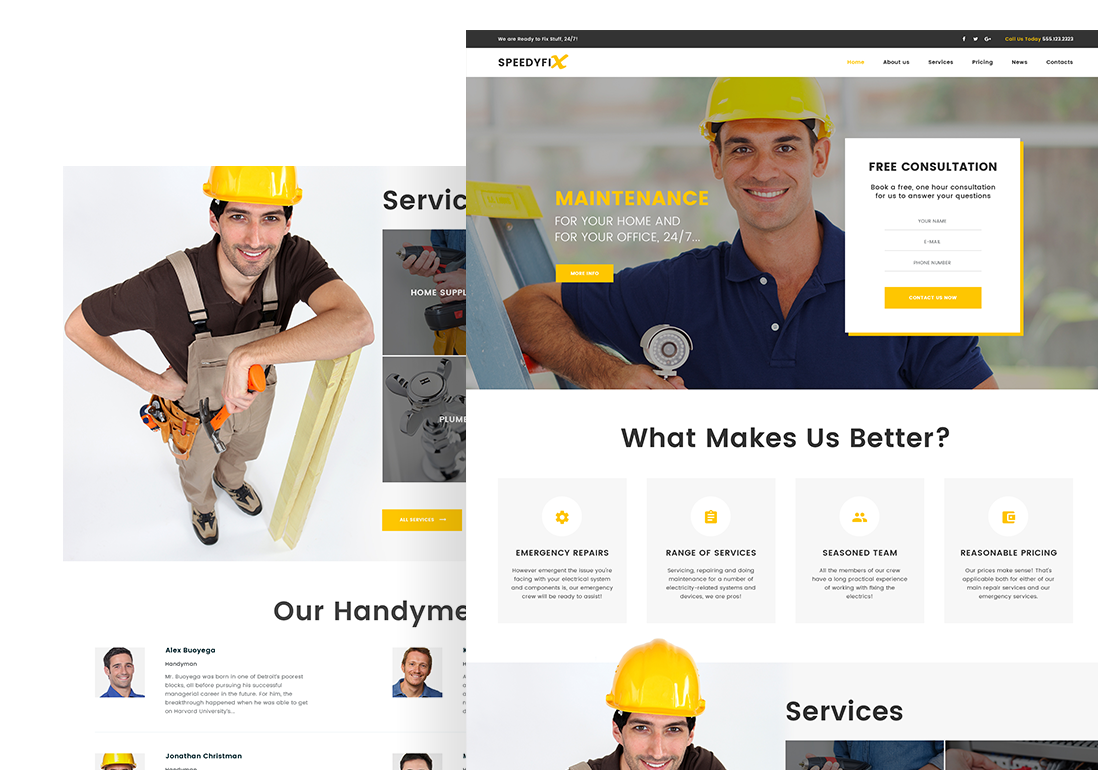 We are Ready to Fix Stuff, 24/7!
Call Us Today 555.123.2323
SPEEDYFIX
Home About us Services Pricing News Contacts
MAINTENANCE
FOR YOUR HOME AND
FOR YOUR OFFICE, 24/7...
MORE INFO
FREE CONSULTATION
Book a free, one hour consultation
for us to answer your questions
YOUR NAME
E-MAIL
PHONE NUMBER
CONTACT US NOW
What Makes Us Better?
EMERGENCY REPAIRS
However emergent the issue you're
facing with your electrical system
and components is, our emergency
crew will be ready to assist!
RANGE OF SERVICES
Servicing, repairing and doing
maintenance for a number of
electricity-related systems and
devices, we are pros!
SEASONED TEAM
All the members of our crew
have a long practical experience
of working with fixing the
electrics!
REASONABLE PRICING
Our prices make sense! That's
applicable both for either of our
main repair services and our
emergency services.
Services
Servic
HOME SUPPL
PLUMB
ALL SERVICES
Our Handyme
Alex Buoyega
Handyman
Mr. Buoyega was born in one of Detroit's poorest
blocks, all before pursuing his successful
managerial career in the future. For him, the
breakthrough happened when he was able to get
on Harvard University's...
Jonathan Christman